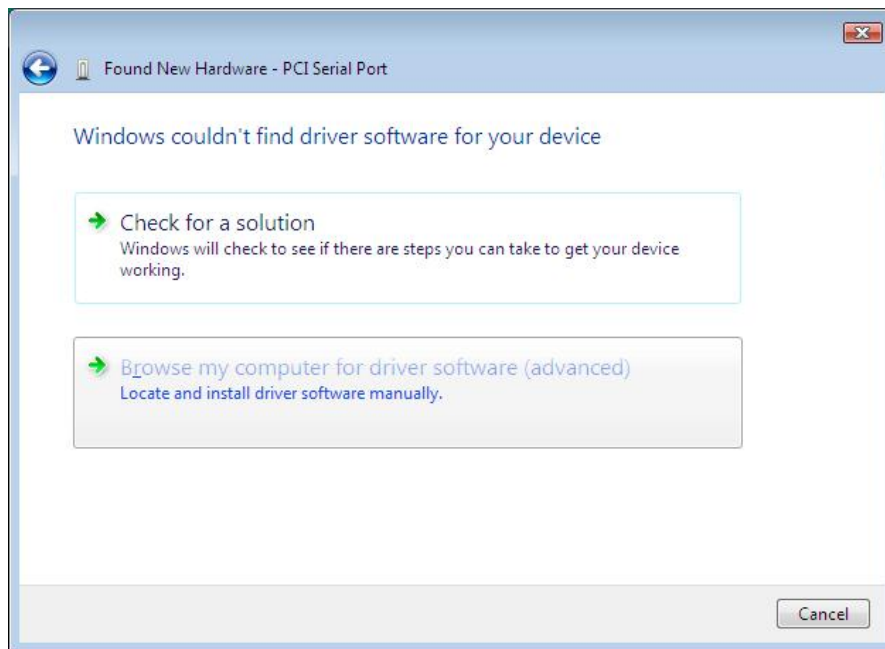 Found New Hardware - PCI Serial Port
Windows couldn't find driver software for your device
Check for a solution
Windows will check to see if there are steps you can take to get your device
working.
Browse my computer for driver software (advanced)
Locate and install driver software manually.
Cancel